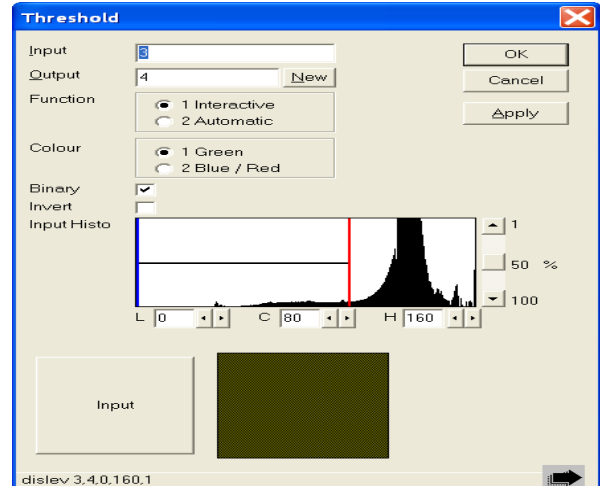 Threshold
Input 3 OK
Output 4 New Cancel
Function 1 Interactive Apply
2 Automatic
Colour 1 Green
2 Blue / Red
Binary
Invert
Input Histo 1
50 %
100
L 0 C 80 H 160
Input
dislev 3,4,0,160,1